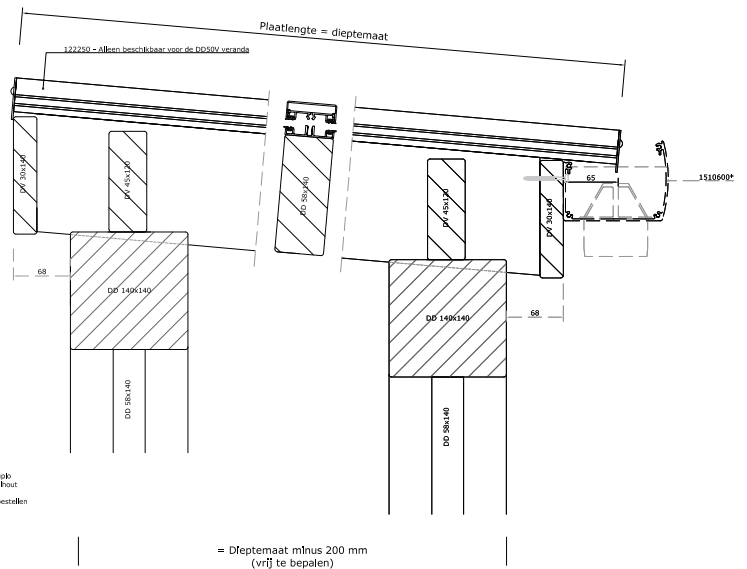 Plaatlengte = dieptemaat
122250 - Alleen beschikbaar voor de DD50V veranda
DV 30x140
DV 45x120
DD 58x140
DV 45x120
DV 30x140
65
1510600*
68
DD 140x140
DD 140x140
68
DD 58x140
DD 58x140
lhout
estellen
= Dieptemaat minus 200 mm
(vrij te bepalen)